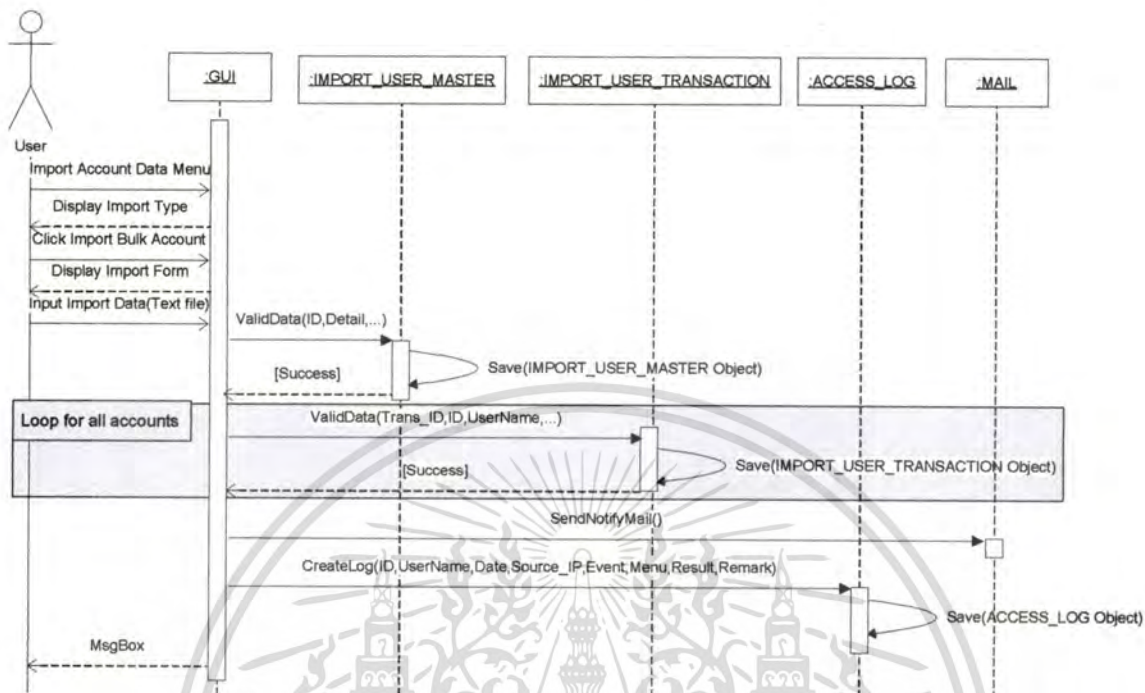 :GUI
:IMPORT_USER_MASTER
:IMPORT_USER_TRANSACTION
:ACCESS_LOG
:MAIL
User
Import Account Data Menu
Display Import Type
Click Import Bulk Account
Display Import Form
Input Import Data(Text file)
ValidData(ID,Detail,...)
Save(IMPORT_USER_MASTER Object)
[Success]
Loop for all accounts
ValidData(Trans_ID,ID,UserName,...)
Save(IMPORT_USER_TRANSACTION Object)
[Success]
SendNotifyMail()
CreateLog(ID,UserName,Date,Source_IP,Event,Menu,Result,Remark)
Save(ACCESS_LOG Object)
MsgBox